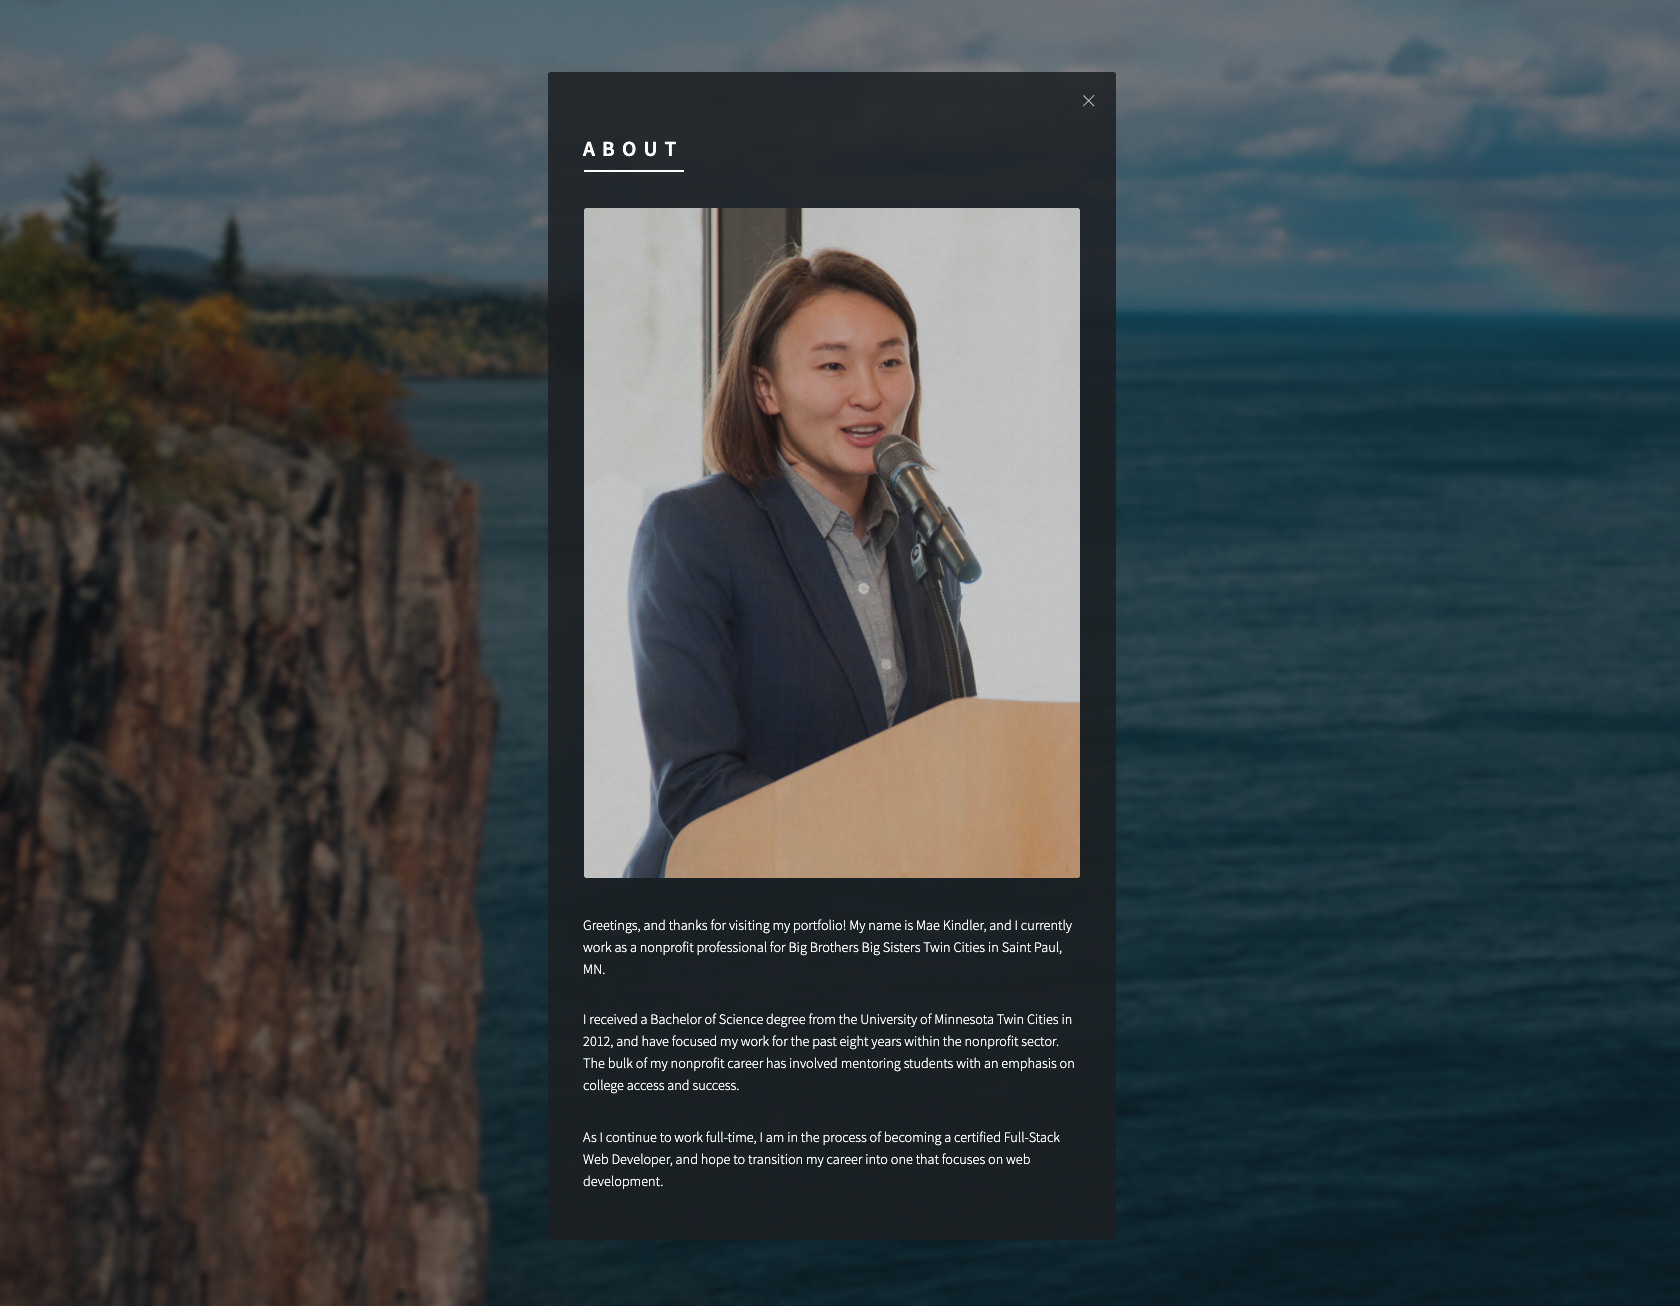 ABOUT
Greetings, and thanks for visiting my portfolio! My name is Mae Kindler, and I currently
work as a nonprofit professional for Big Brothers Big Sisters Twin Cities in Saint Paul,
MN.
I received a Bachelor of Science degree from the University of Minnesota Twin Cities in
2012, and have focused my work for the past eight years within the nonprofit sector.
The bulk of my nonprofit career has involved mentoring students with an emphasis on
college access and success.
As I continue to work full-time, I am in the process of becoming a certified Full-Stack
Web Developer, and hope to transition my career into one that focuses on web
development.